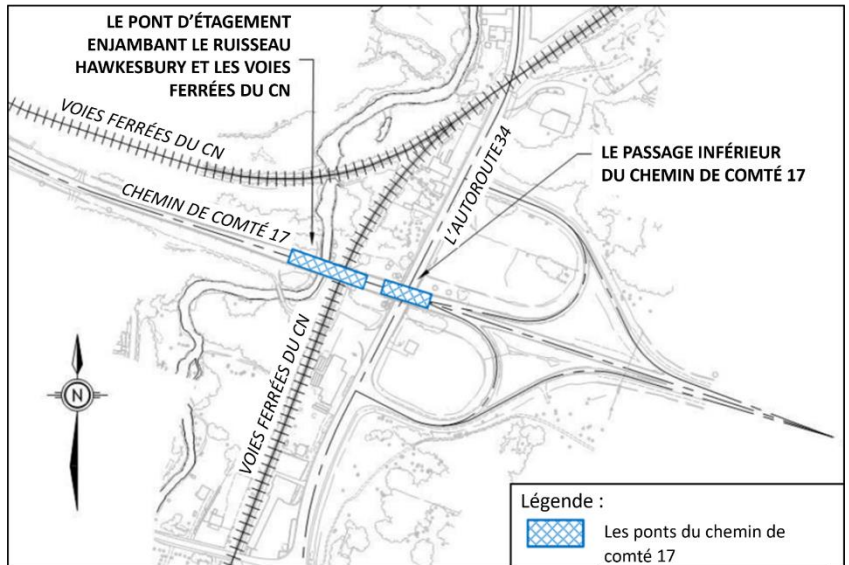 LE PONT D'ÉTAGEMENT
ENJAMBANT LE RUISSEAU
HAWKESBURY ET LES VOIES
FERRÉES DU CN
VOIES FERRÉES DU CN
CHEMIN DE COMTÉ 17
L'AUTOROUTE34
LE PASSAGE INFÉRIEUR
DU CHEMIN DE COMTÉ 17
VOIES FERRÉES DU CN
N
Légende :
Les ponts du chemin de
comté 17